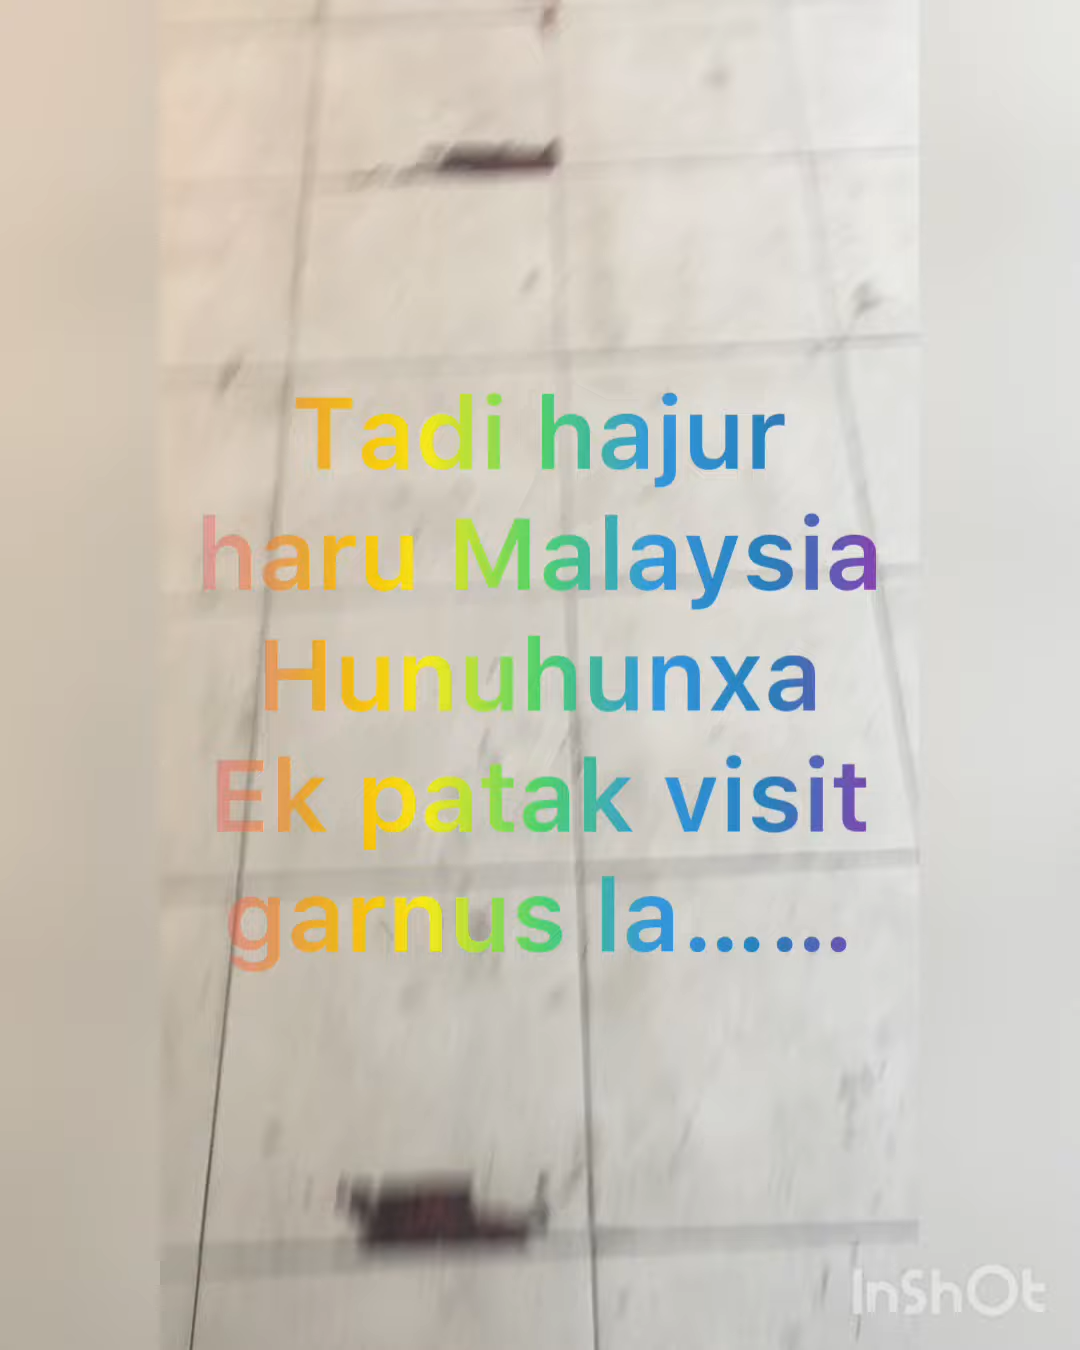 Tadi hajur
haru Malaysia
Hunuhunxa
Ek patak visit
garnus la......
InShOt